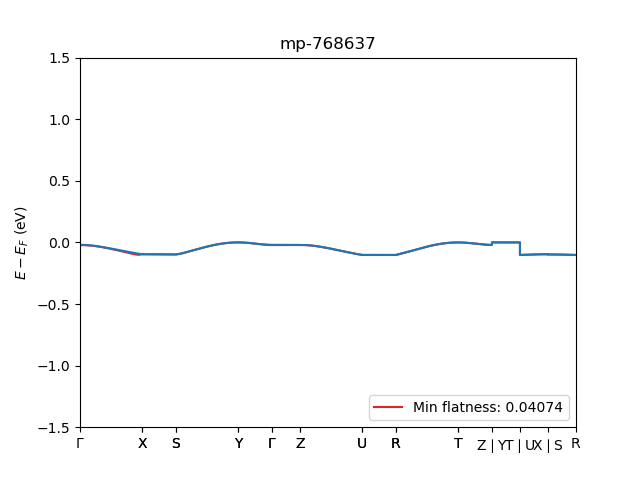 mp-768637
1.5
1.0
0.5
0.0
−0.5
−1.0
−1.5
E − E_F (eV)
Min flatness: 0.04074
Γ X S Y Γ Z U R T Z | YT | UX | S R